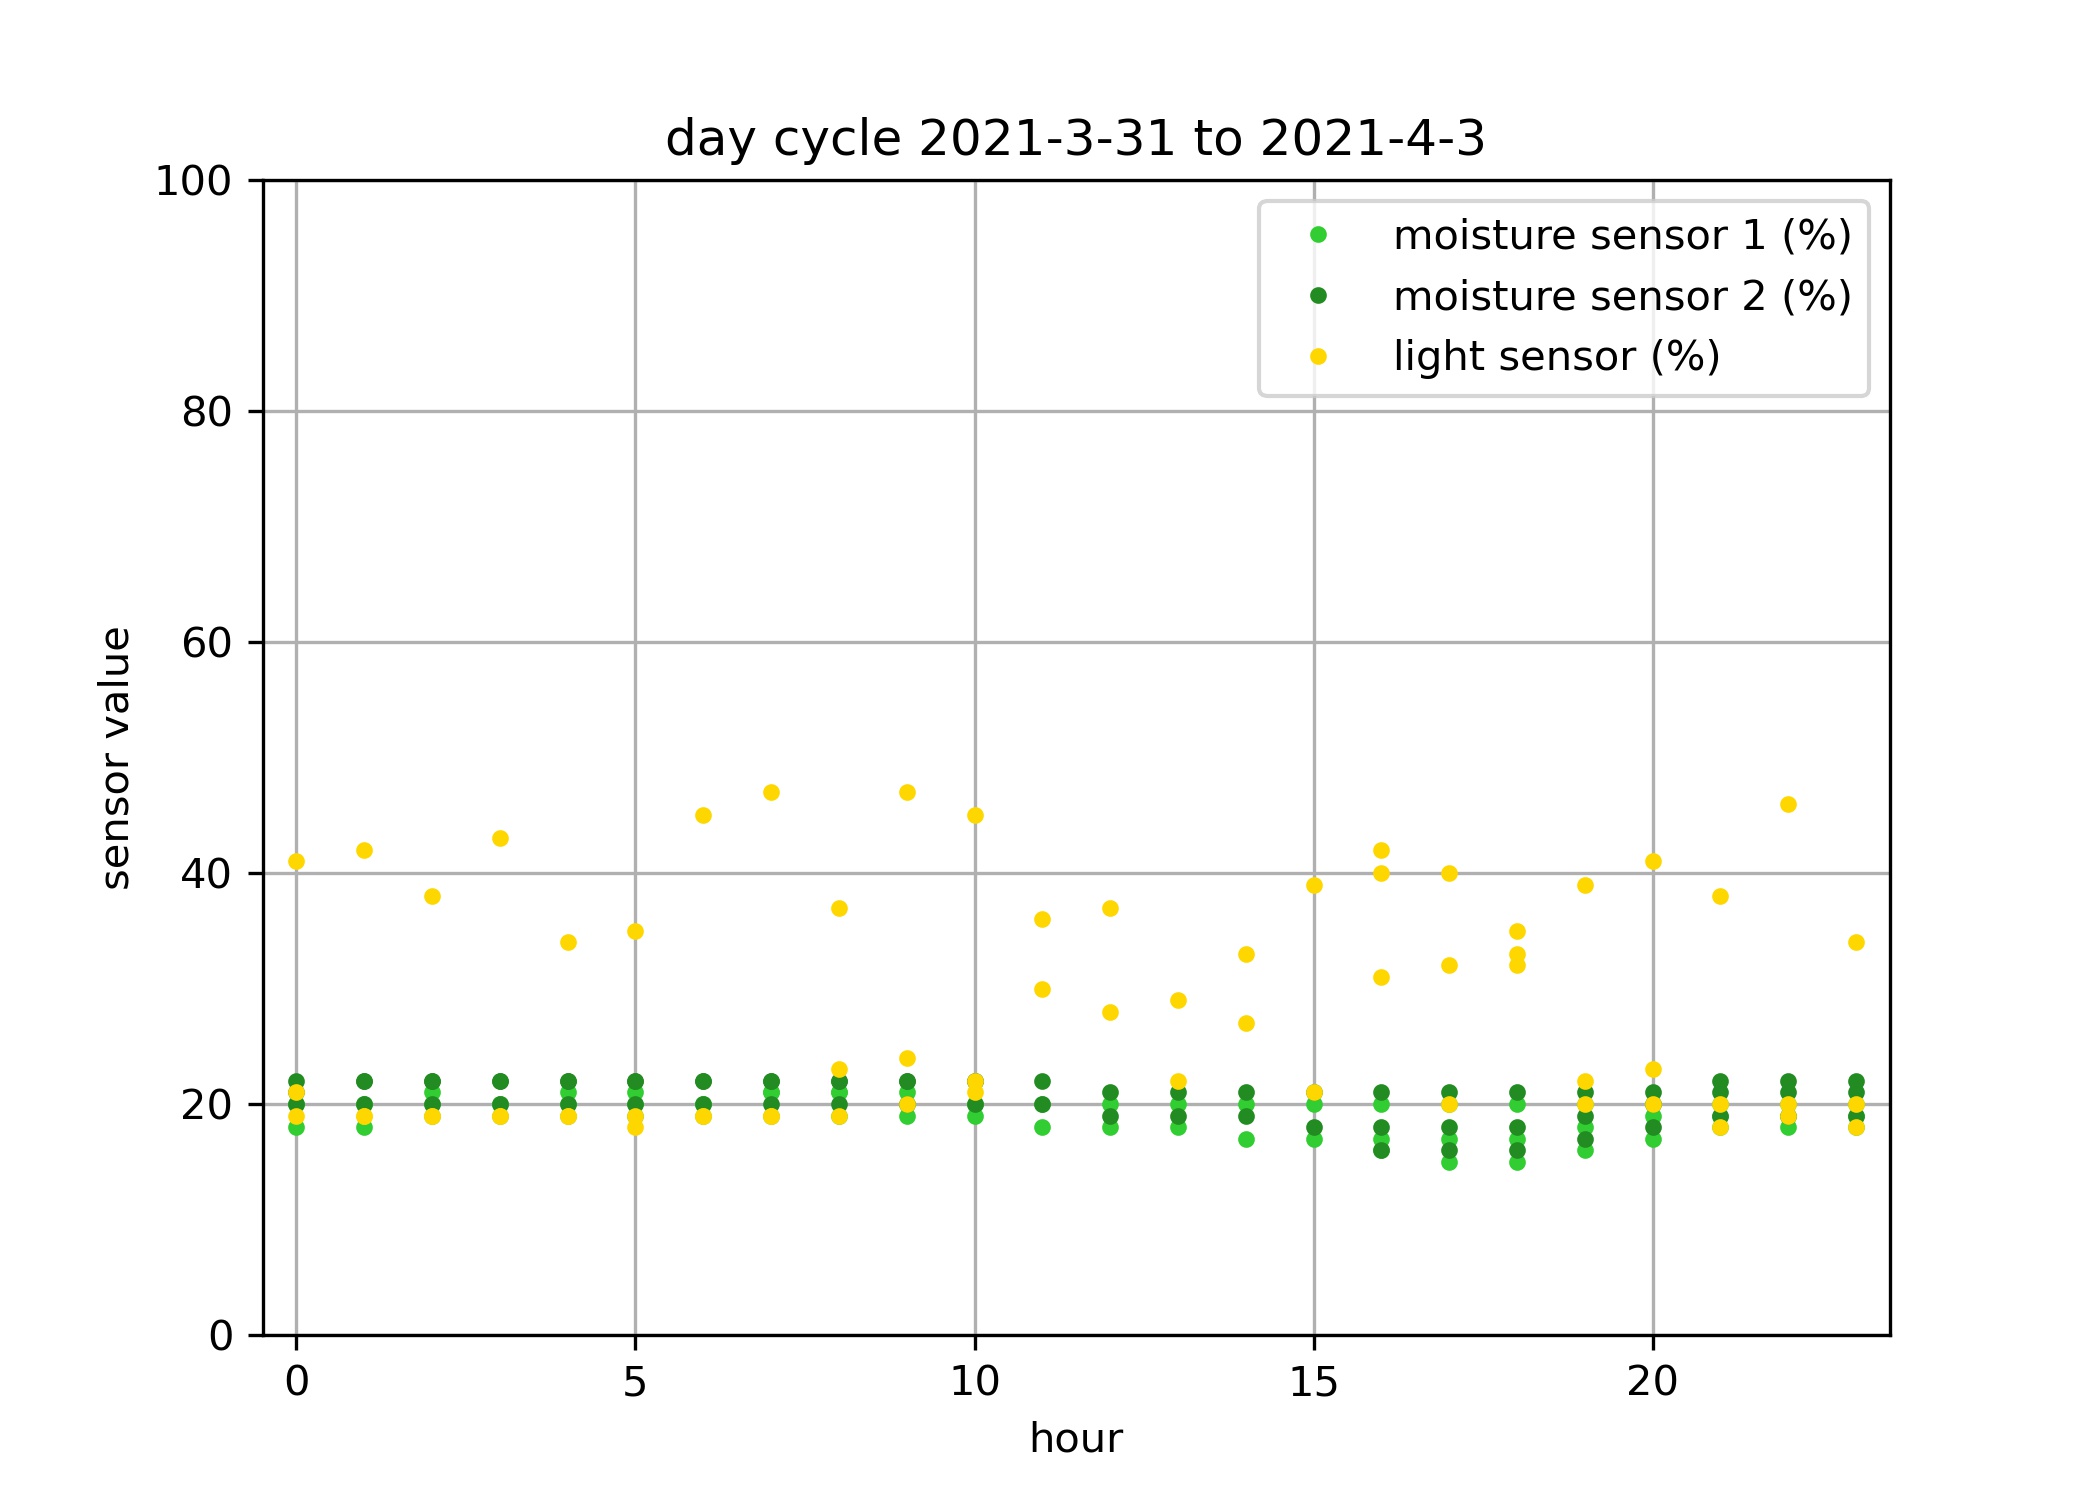 day cycle 2021-3-31 to 2021-4-3
100
80
60
40
20
0
sensor value
moisture sensor 1 (%)
moisture sensor 2 (%)
light sensor (%)
0 5 10 15 20
hour